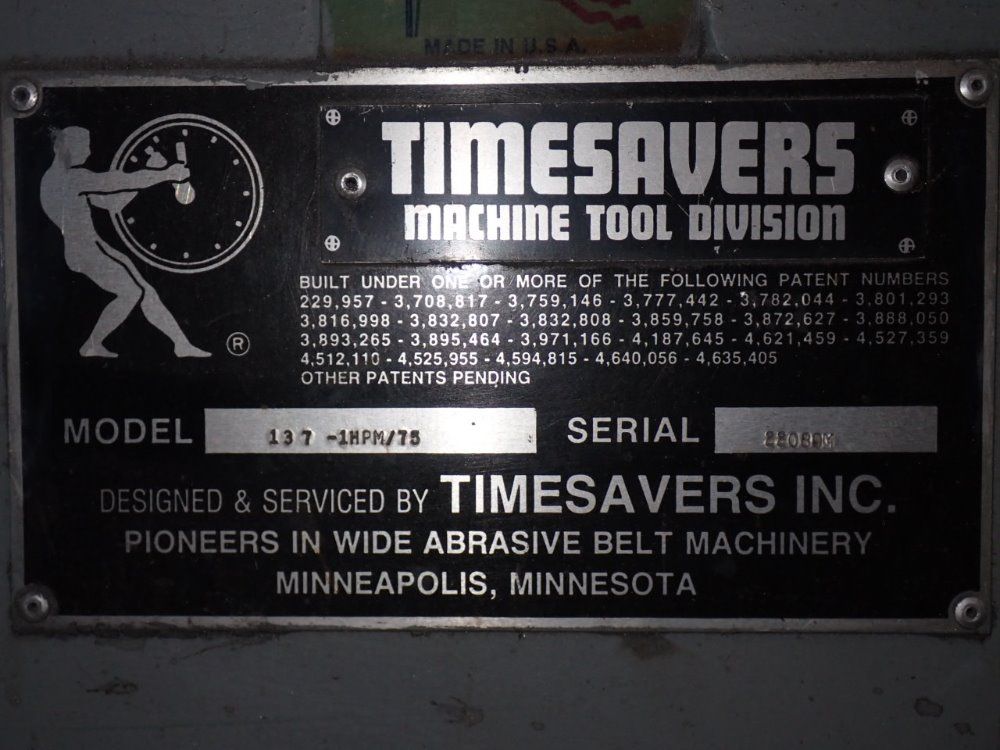 MADE IN U.S.A.
TIMESAVERS
MACHINE TOOL DIVISION
BUILT UNDER ONE OR MORE OF THE FOLLOWING PATENT NUMBERS
229,957 - 3,708,817 - 3,759,146 - 3,777,442 - 3,782,044 - 3,801,293
3,816,998 - 3,832,807 - 3,832,808 - 3,859,758 - 3,872,627 - 3,888,050
3,893,265 - 3,895,464 - 3,971,166 - 4,187,645 - 4,621,459 - 4,527,359
4,512,110 - 4,525,955 - 4,594,815 - 4,640,056 - 4,635,405
OTHER PATENTS PENDING
®
MODEL 137 -1HPM/75 SERIAL
DESIGNED & SERVICED BY TIMESAVERS INC.
PIONEERS IN WIDE ABRASIVE BELT MACHINERY
MINNEAPOLIS, MINNESOTA